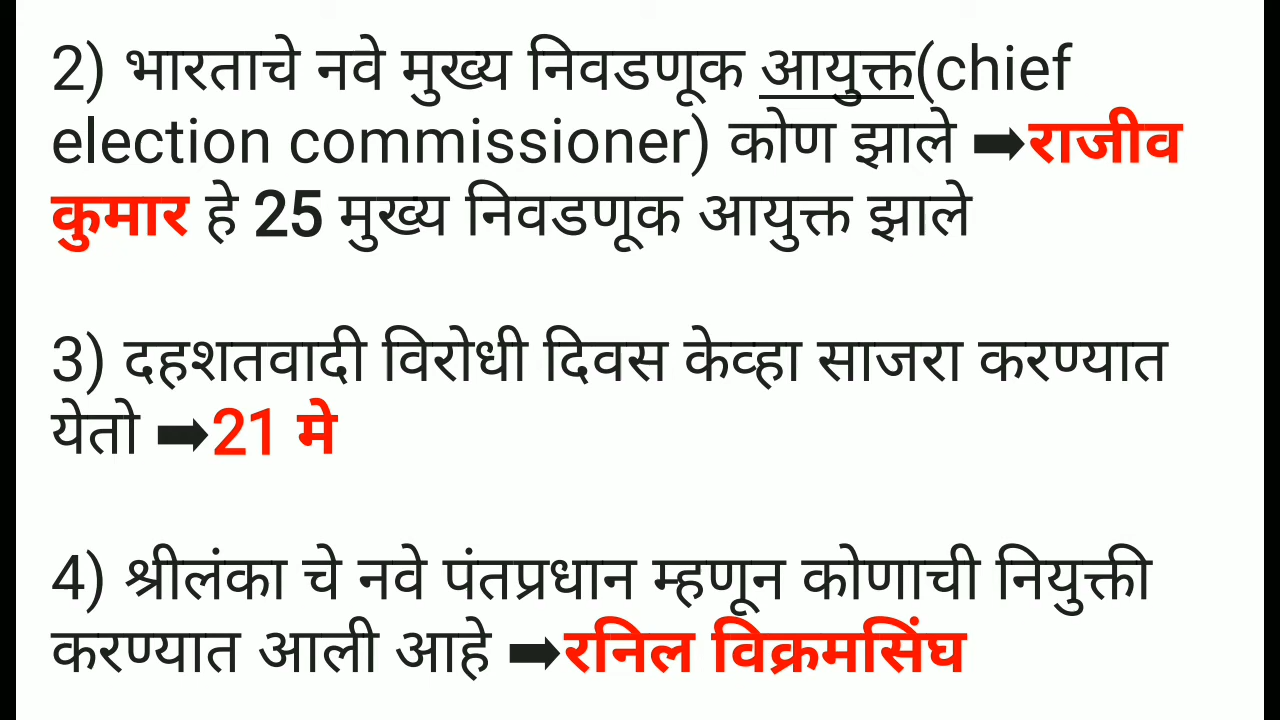 2) भारताचे नवे मुख्य निवडणूक आयुक्त(chief
election commissioner) कोण झाले ➡राजीव
कुमार हे 25 मुख्य निवडणूक आयुक्त झाले
3) दहशतवादी विरोधी दिवस केव्हा साजरा करण्यात
येतो ➡21 मे
4) श्रीलंका चे नवे पंतप्रधान म्हणून कोणाची नियुक्ती
करण्यात आली आहे ➡रनिल विक्रमसिंघ